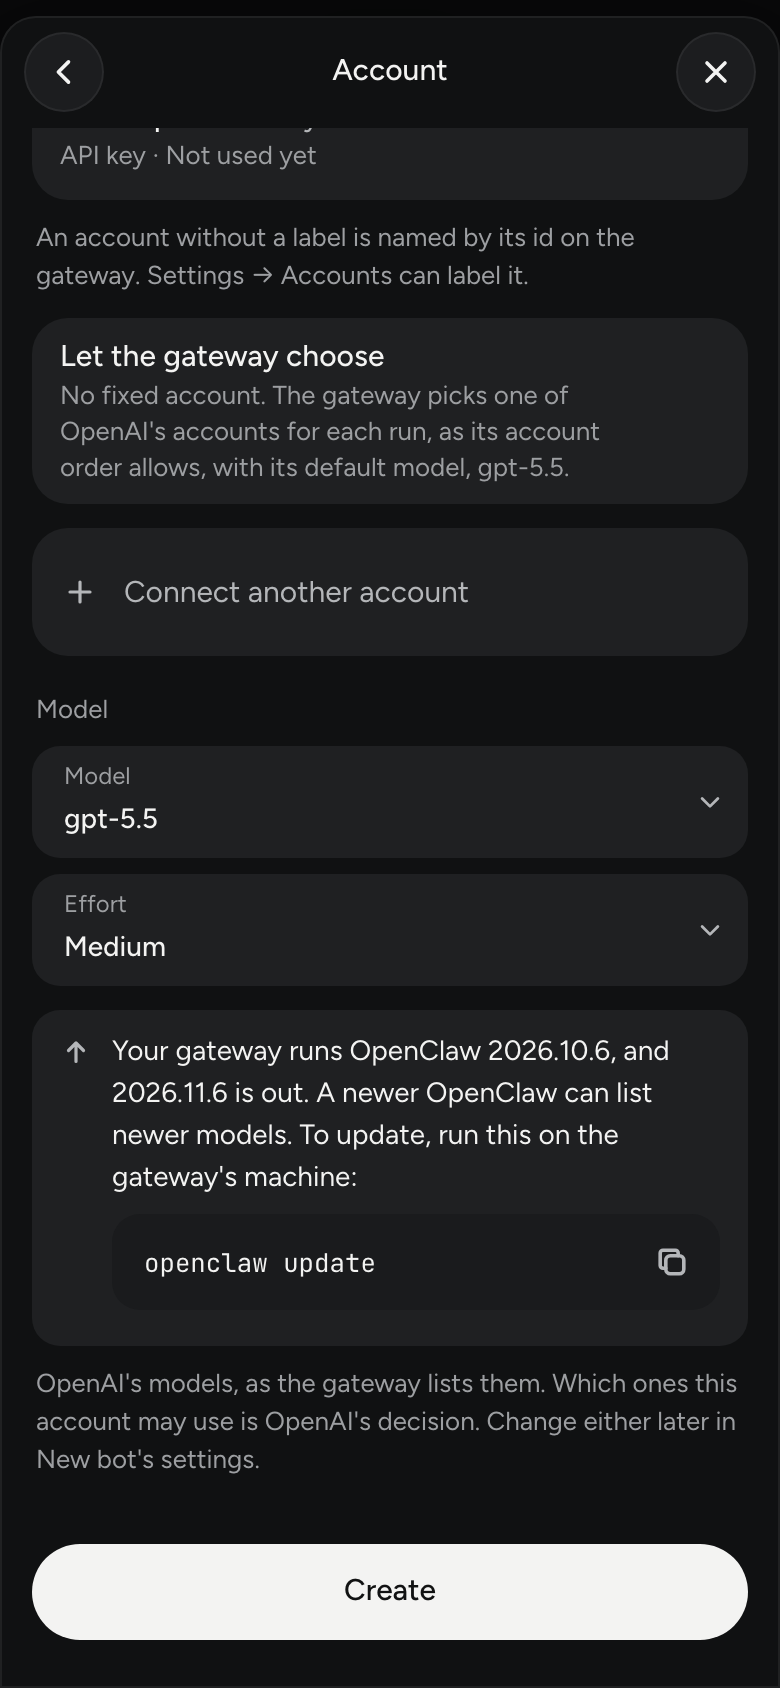 Account
API key · Not used yet
An account without a label is named by its id on the
gateway. Settings → Accounts can label it.
Let the gateway choose
No fixed account. The gateway picks one of
OpenAI's accounts for each run, as its account
order allows, with its default model, gpt-5.5.
Connect another account
Model
Model
gpt-5.5
Effort
Medium
Your gateway runs OpenClaw 2026.10.6, and
2026.11.6 is out. A newer OpenClaw can list
newer models. To update, run this on the
gateway's machine:
openclaw update
OpenAI's models, as the gateway lists them. Which ones this
account may use is OpenAI's decision. Change either later in
New bot's settings.
Create